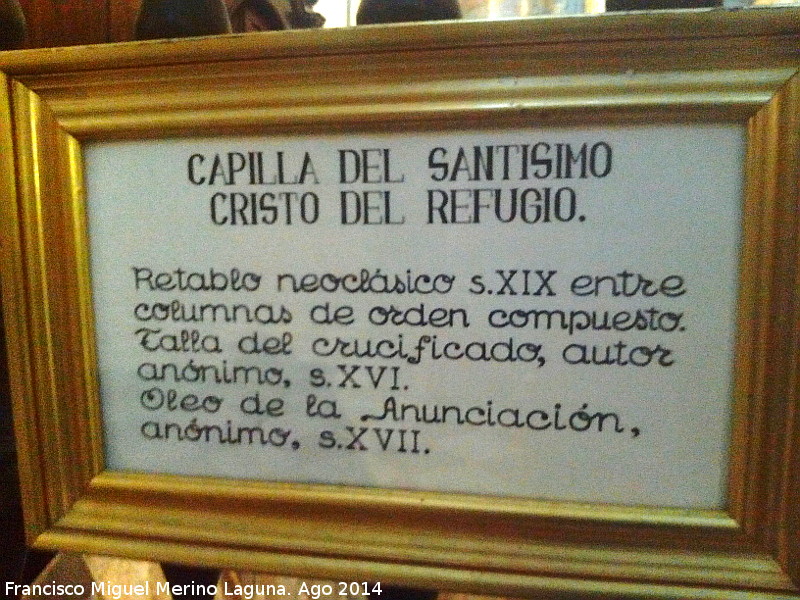 CAPILLA DEL SANTISIMO
CRISTO DEL REFUGIO.
Retablo neoclásico s.XIX entre
columnas de orden compuesto.
Talla del crucificado, autor
anónimo, s.XVI.
Oleo de la Anunciación,
anónimo, s.XVII.
Francisco Miguel Merino Laguna. Ago 2014